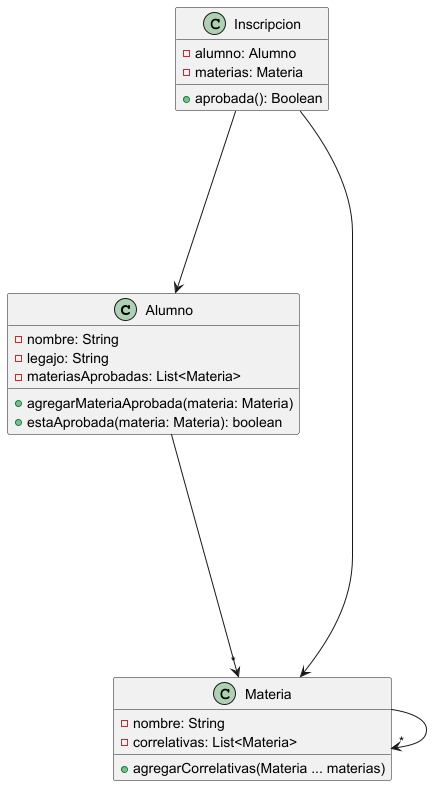 C Inscripcion
alumno: Alumno
materias: Materia
aprobada(): Boolean
C Alumno
nombre: String
legajo: String
materiasAprobadas: List<Materia>
agregarMateriaAprobada(materia: Materia)
estaAprobada(materia: Materia): boolean
*
C Materia
nombre: String
correlativas: List<Materia>
*
agregarCorrelativas(Materia ... materias)